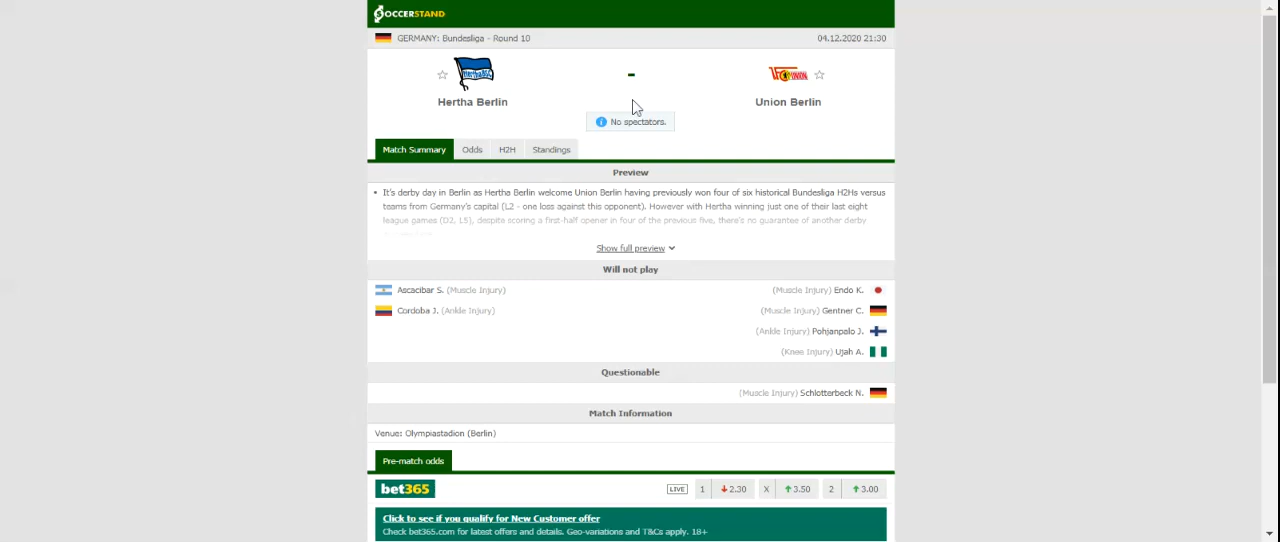 SOCCERSTAND
GERMANY: Bundesliga - Round 10 04.12.2020 21:30
Hertha BSC UNION
-
Hertha Berlin Union Berlin
No spectators.
Match Summary Odds H2H Standings
Preview
• It's derby day in Berlin as Hertha Berlin welcome Union Berlin having previously won four of six historical Bundesliga H2Hs versus
teams from Germany's capital (L2 - one loss against this opponent). However with Hertha winning just one of their last eight
league games (D2, L5), despite scoring a first-half opener in four of the previous five, there's no guarantee of another derby
Show full preview
Will not play
Ascacibar S. (Muscle Injury) (Muscle Injury) Endo K.
Cordoba J. (Ankle Injury) (Muscle Injury) Gentner C.
(Ankle Injury) Pohjanpalo J.
(Knee Injury) Ujah A.
Questionable
(Muscle Injury) Schlotterbeck N.
Match Information
Venue: Olympiastadion (Berlin)
Pre-match odds
bet365 LIVE 1 2.30 X 3.50 2 3.00
Click to see if you qualify for New Customer offer
Check bet365.com for latest offers and details. Geo-variations and T&Cs apply. 18+